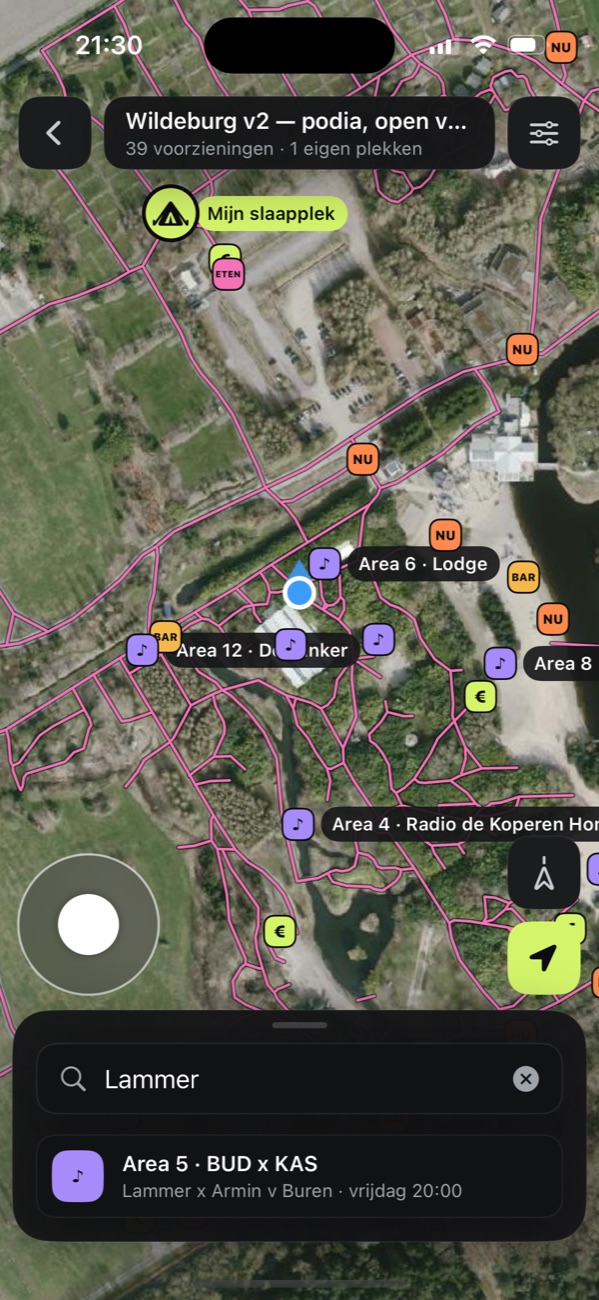 21:30
NU
Wildeburg v2 — podia, open v...
39 voorzieningen · 1 eigen plekken
Mijn slaapplek
ETEN
NU
NU
NU
Area 6 · Lodge
BAR
NU
BAR
Area 12 · D
nker
Area 8
€
Area 4 · Radio de Koperen Hor
€
Lammer
Area 5 · BUD x KAS
Lammer x Armin v Buren · vrijdag 20:00